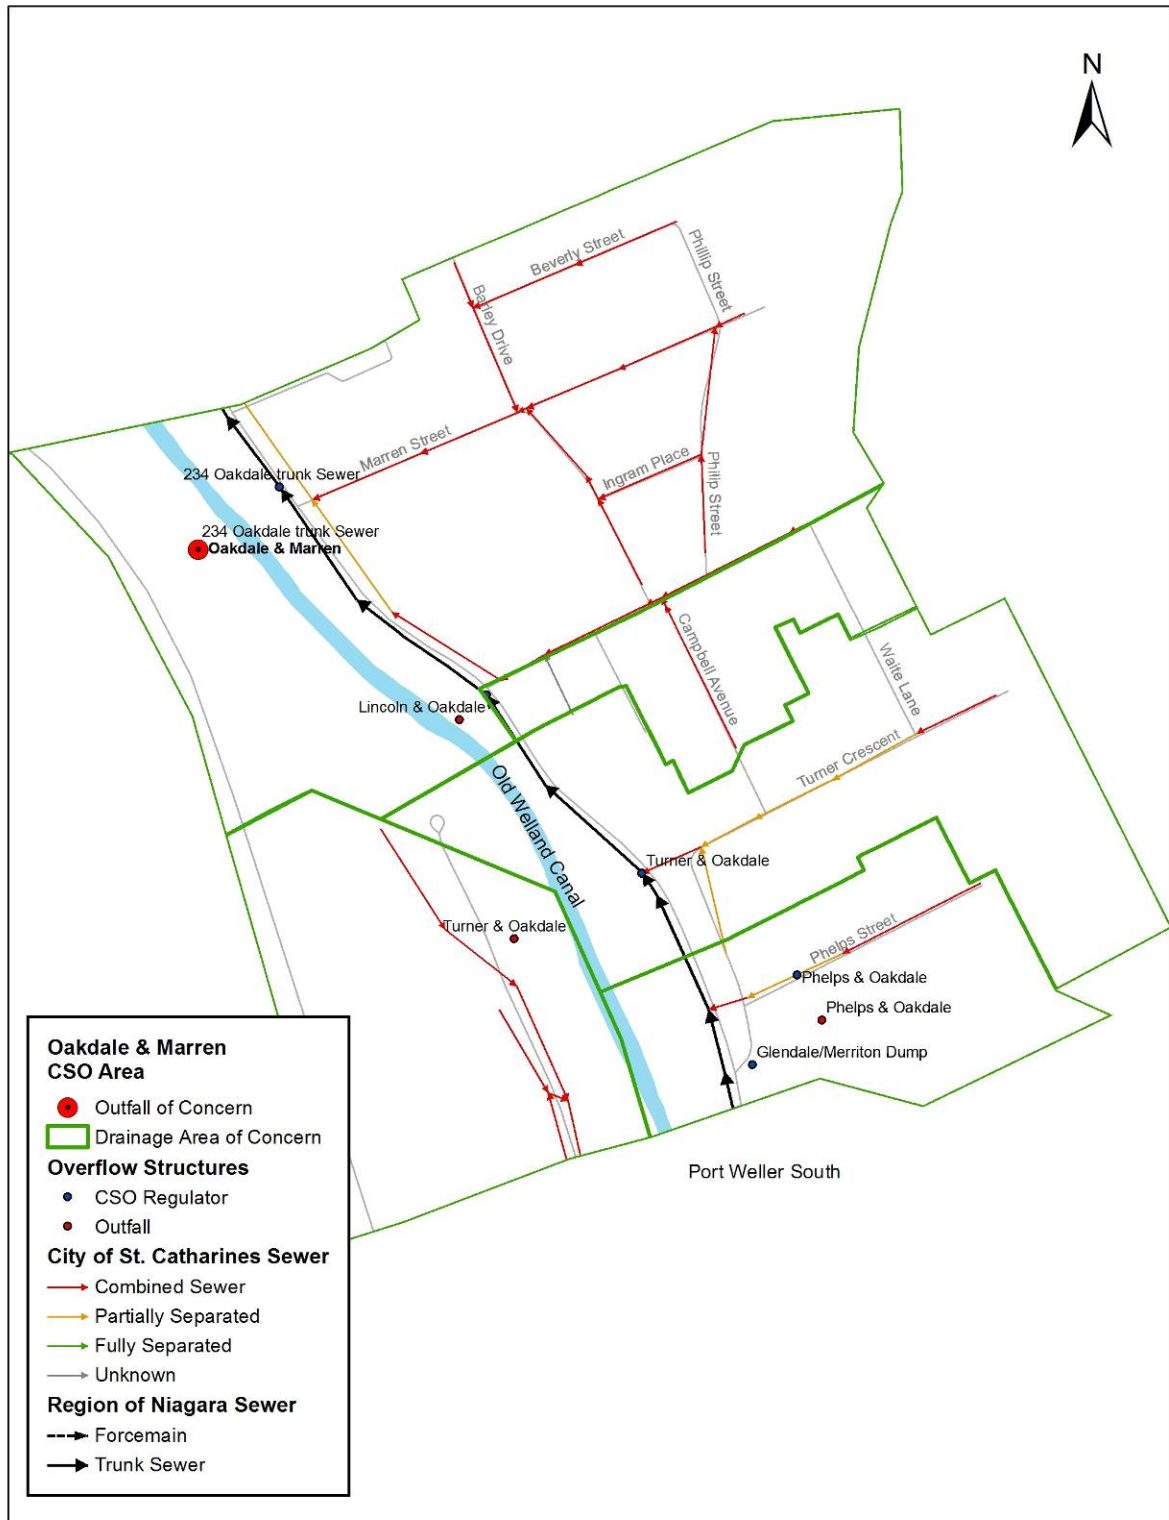 N
Beverly Street
Phillip Street
Barley Drive
Marren Street
Ingram Place
Philip Street
234 Oakdale trunk Sewer
234 Oakdale trunk Sewer
Oakdale & Marren
Campbell Avenue
Waite Lane
Lincoln & Oakdale
Turner Crescent
Old Welland Canal
Turner & Oakdale
Turner & Oakdale
Phelps Street
Phelps & Oakdale
Phelps & Oakdale
Glendale/Merriton Dump
Port Weller South
Oakdale & Marren
CSO Area
Outfall of Concern
Drainage Area of Concern
Overflow Structures
CSO Regulator
Outfall
City of St. Catharines Sewer
Combined Sewer
Partially Separated
Fully Separated
Unknown
Region of Niagara Sewer
Forcemain
Trunk Sewer